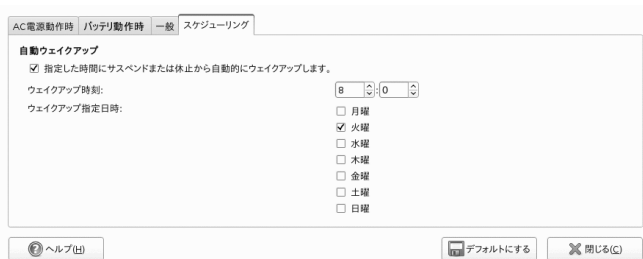 AC電源動作時 バッテリ動作時 一般 スケジューリング
自動ウェイクアップ
指定した時間にサスペンドまたは休止から自動的にウェイクアップします。
ウェイクアップ時刻: 8 : 0
ウェイクアップ指定日時: 月曜
火曜
水曜
木曜
金曜
土曜
日曜
ヘルプ(H) デフォルトにする 閉じる(C)